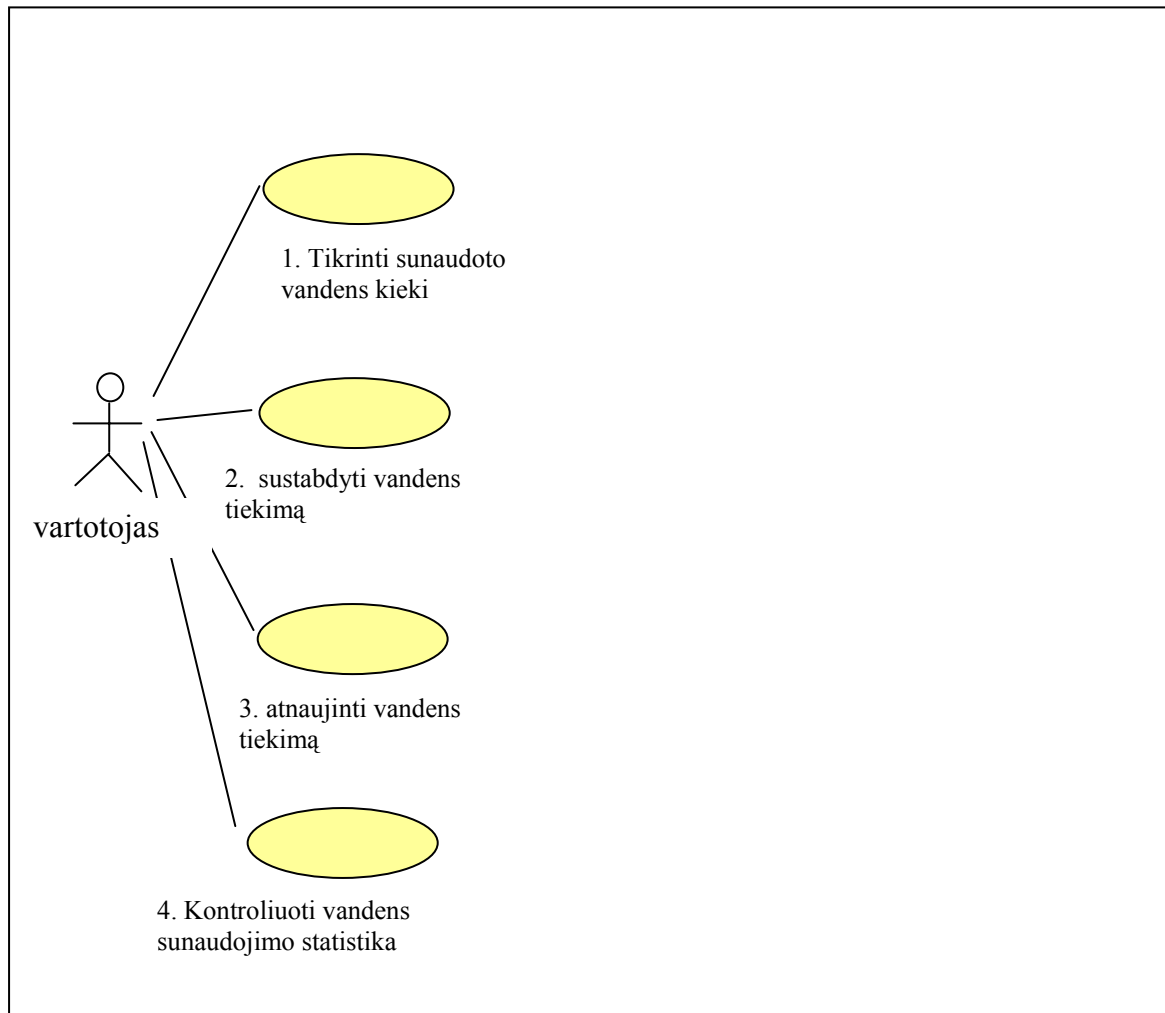 1. Tikrinti sunaudoto
vandens kieki
2. sustabdyti vandens
tiekimą
vartotojas
3. atnaujinti vandens
tiekimą
4. Kontroliuoti vandens
sunaudojimo statistika